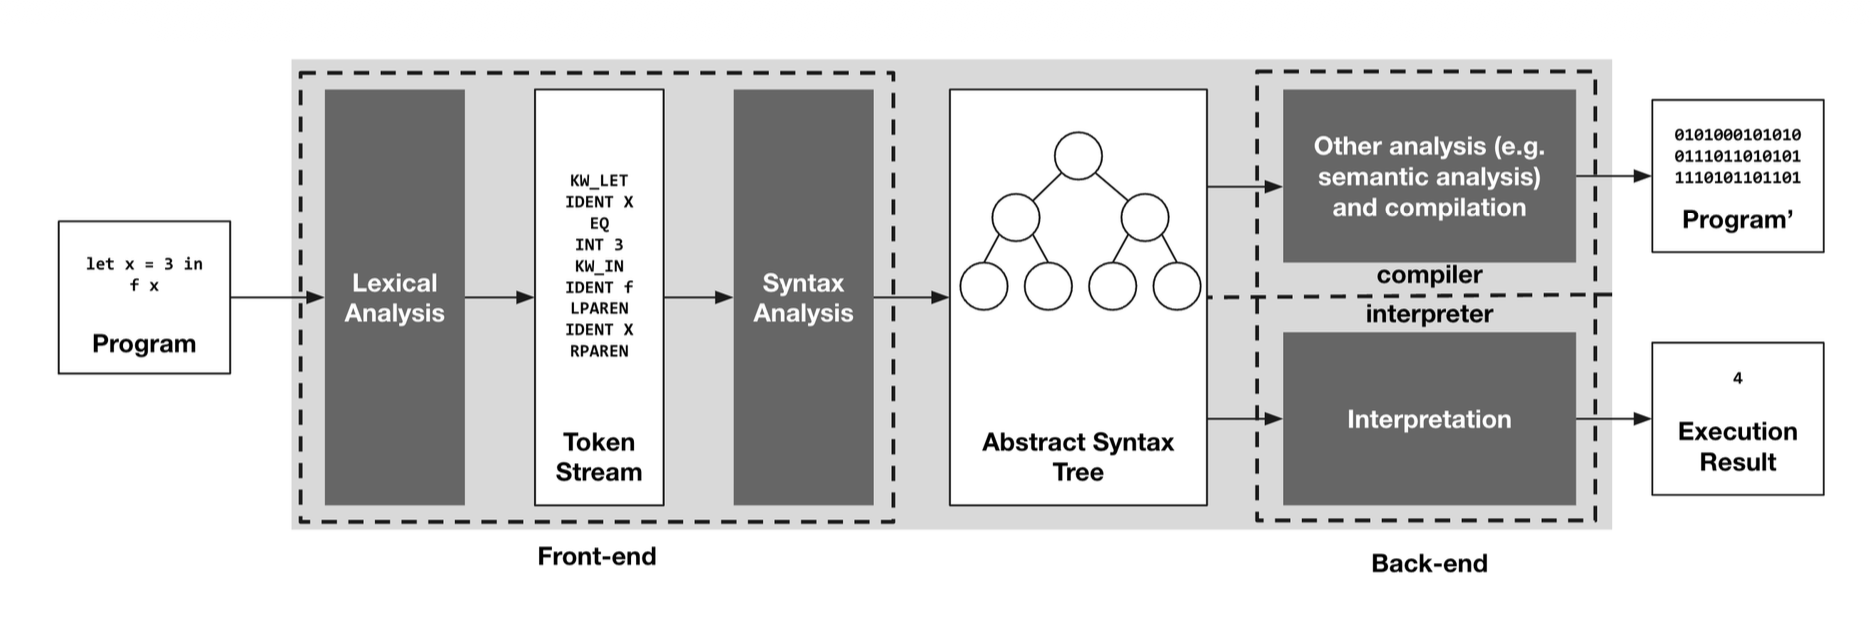 let x = 3 in
f x
Program
Lexical
Analysis
KW_LET
IDENT X
EQ
INT 3
KW_IN
IDENT f
LPAREN
IDENT X
RPAREN
Token
Stream
Syntax
Analysis
Front-end
Abstract Syntax
Tree
Other analysis (e.g.
semantic analysis)
and compilation
compiler
interpreter
Interpretation
Back-end
0101000101010
0111011010101
1110101101101
Program’
4
Execution
Result